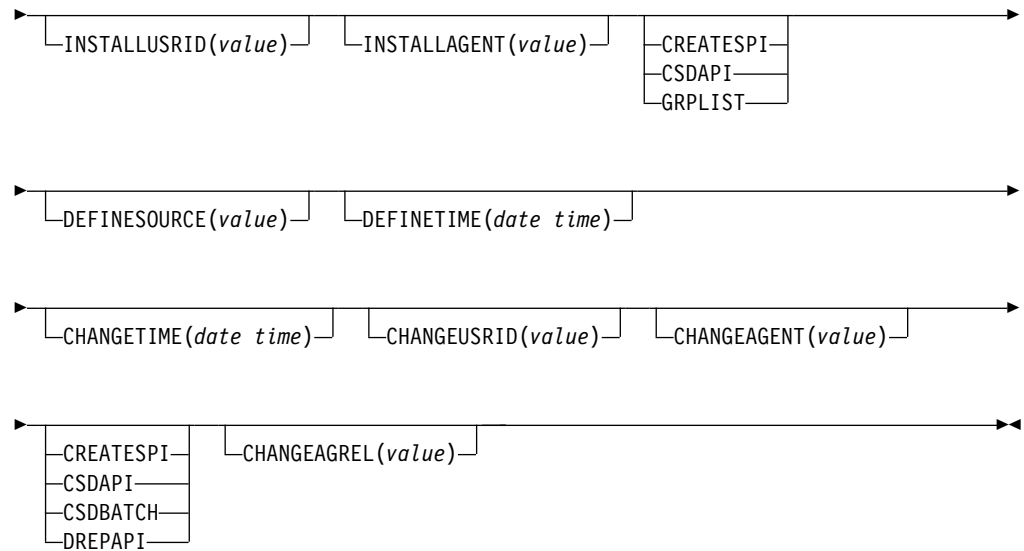 INSTALLUSRID(value) INSTALLAGENT(value) CREATESPI
CSDAPI
GRPLIST
DEFINESOURCE(value) DEFINETIME(date time)
CHANGETIME(date time) CHANGEUSRID(value) CHANGEAGENT(value)
CREATESPI CHANGEAGREL(value)
CSDAPI
CSDBATCH
DREPAPI